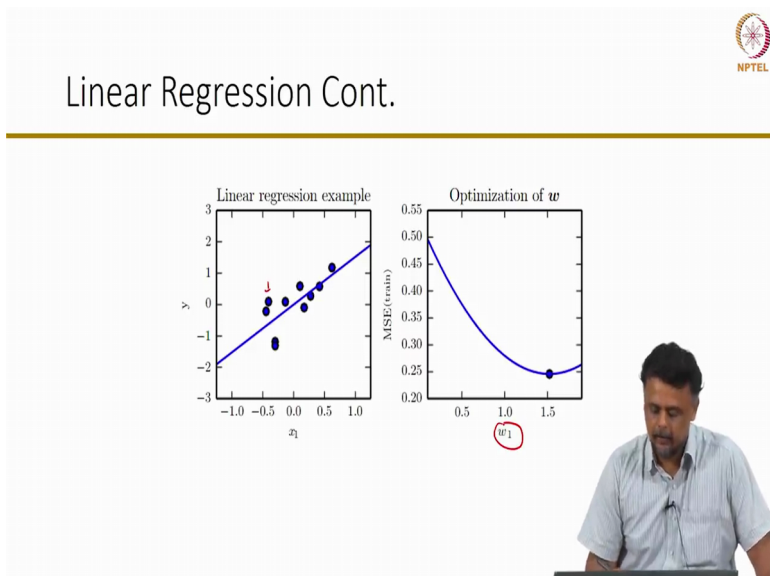 NPTEL
Linear Regression Cont.
Linear regression example
3
2
1
0
−1
−2
−3
y
−1.0 −0.5 0.0 0.5 1.0
x1
Optimization of w
0.55
0.50
0.45
0.40
0.35
0.30
0.25
0.20
MSE(train)
0.5 1.0 1.5
w1